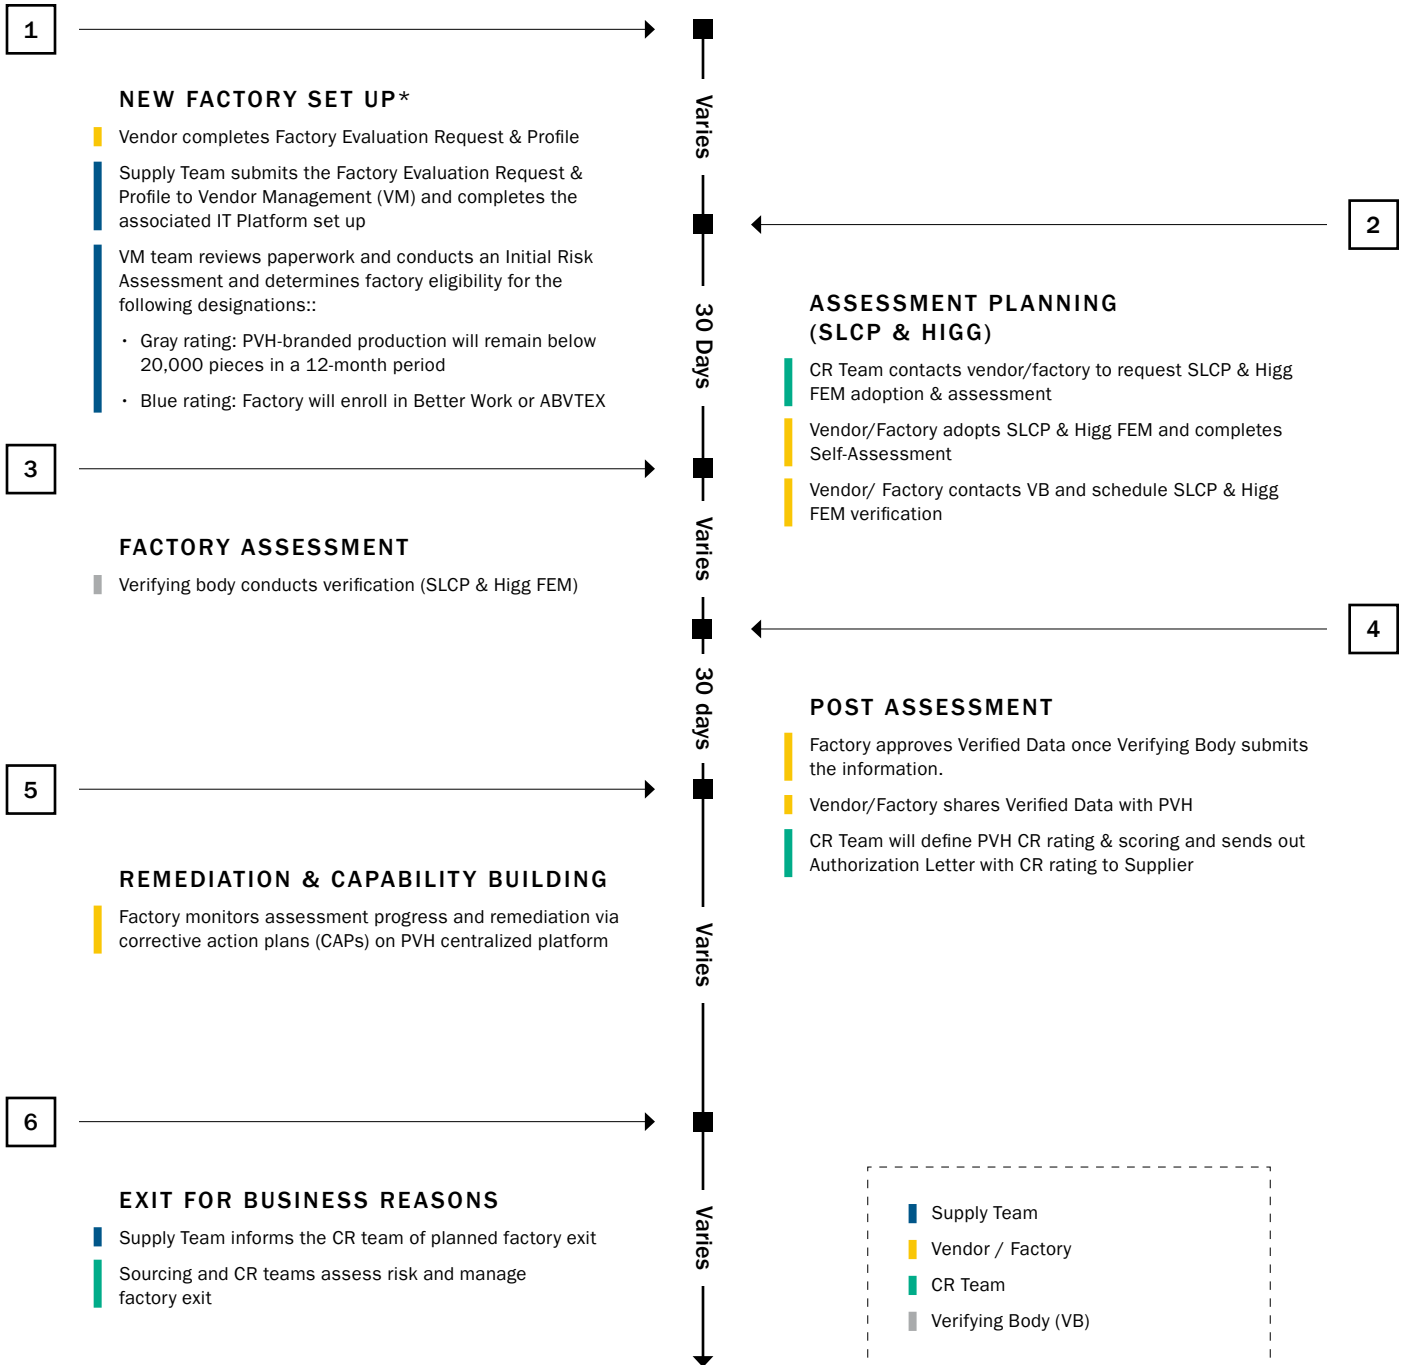 1
NEW FACTORY SET UP*
Vendor completes Factory Evaluation Request & Profile
Supply Team submits the Factory Evaluation Request &
Profile to Vendor Management (VM) and completes the
associated IT Platform set up
VM team reviews paperwork and conducts an Initial Risk
Assessment and determines factory eligibility for the
following designations::
• Gray rating: PVH-branded production will remain below
20,000 pieces in a 12-month period
• Blue rating: Factory will enroll in Better Work or ABVTEX
Varies
2
ASSESSMENT PLANNING
(SLCP & HIGG)
CR Team contacts vendor/factory to request SLCP & Higg
FEM adoption & assessment
Vendor/Factory adopts SLCP & Higg FEM and completes
Self-Assessment
Vendor/ Factory contacts VB and schedule SLCP & Higg
FEM verification
30 Days
3
FACTORY ASSESSMENT
Verifying body conducts verification (SLCP & Higg FEM)
Varies
4
POST ASSESSMENT
Factory approves Verified Data once Verifying Body submits
the information.
Vendor/Factory shares Verified Data with PVH
CR Team will define PVH CR rating & scoring and sends out
Authorization Letter with CR rating to Supplier
30 days
5
REMEDIATION & CAPABILITY BUILDING
Factory monitors assessment progress and remediation via
corrective action plans (CAPs) on PVH centralized platform
Varies
6
EXIT FOR BUSINESS REASONS
Supply Team informs the CR team of planned factory exit
Sourcing and CR teams assess risk and manage
factory exit
Varies
Supply Team
Vendor / Factory
CR Team
Verifying Body (VB)